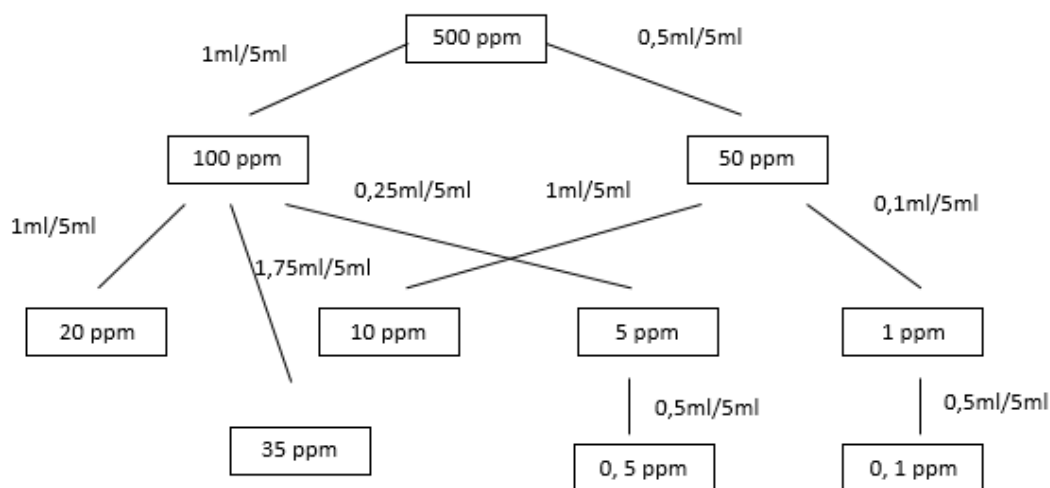 500 ppm
1ml/5ml
0,5ml/5ml
100 ppm
50 ppm
0,25ml/5ml
1ml/5ml
1ml/5ml
0,1ml/5ml
1,75ml/5ml
20 ppm
10 ppm
5 ppm
1 ppm
0,5ml/5ml
0,5ml/5ml
35 ppm
0, 5 ppm
0, 1 ppm